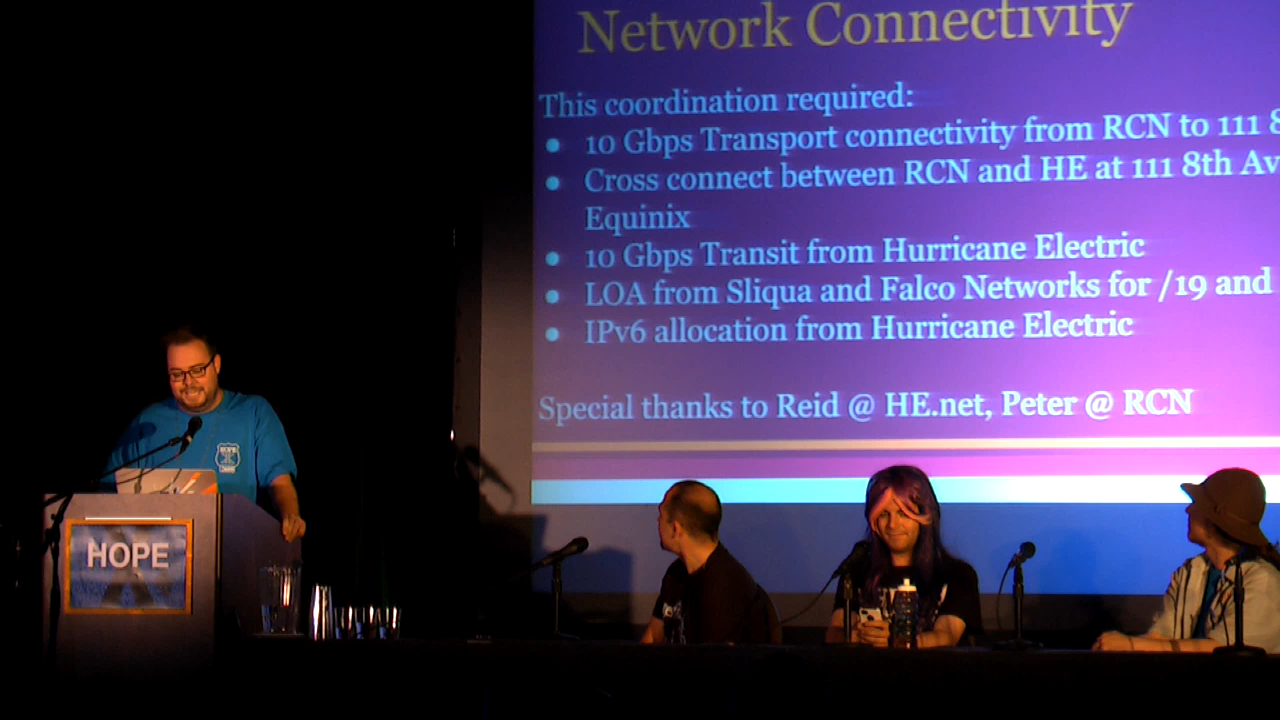 Network Connectivity
This coordination required:
● 10 Gbps Transport connectivity from RCN to 111 8
● Cross connect between RCN and HE at 111 8th Av
Equinix
● 10 Gbps Transit from Hurricane Electric
● LOA from Sliqua and Falco Networks for /19 and
● IPv6 allocation from Hurricane Electric
Special thanks to Reid @ HE.net, Peter @ RCN
HOPE